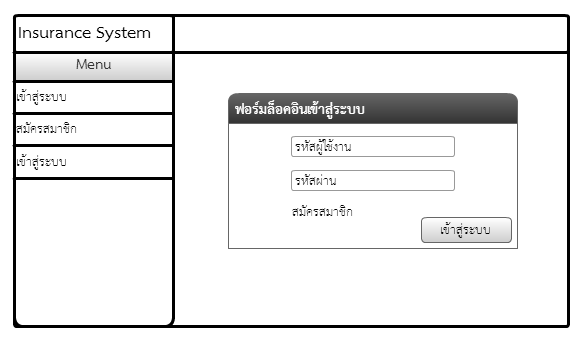 Insurance System
Menu
เข้าสู่ระบบ
สมัครสมาชิก
เข้าสู่ระบบ
ฟอร์มล็อคอินเข้าสู่ระบบ
รหัสผู้ใช้งาน
รหัสผ่าน
สมัครสมาชิก
เข้าสู่ระบบ